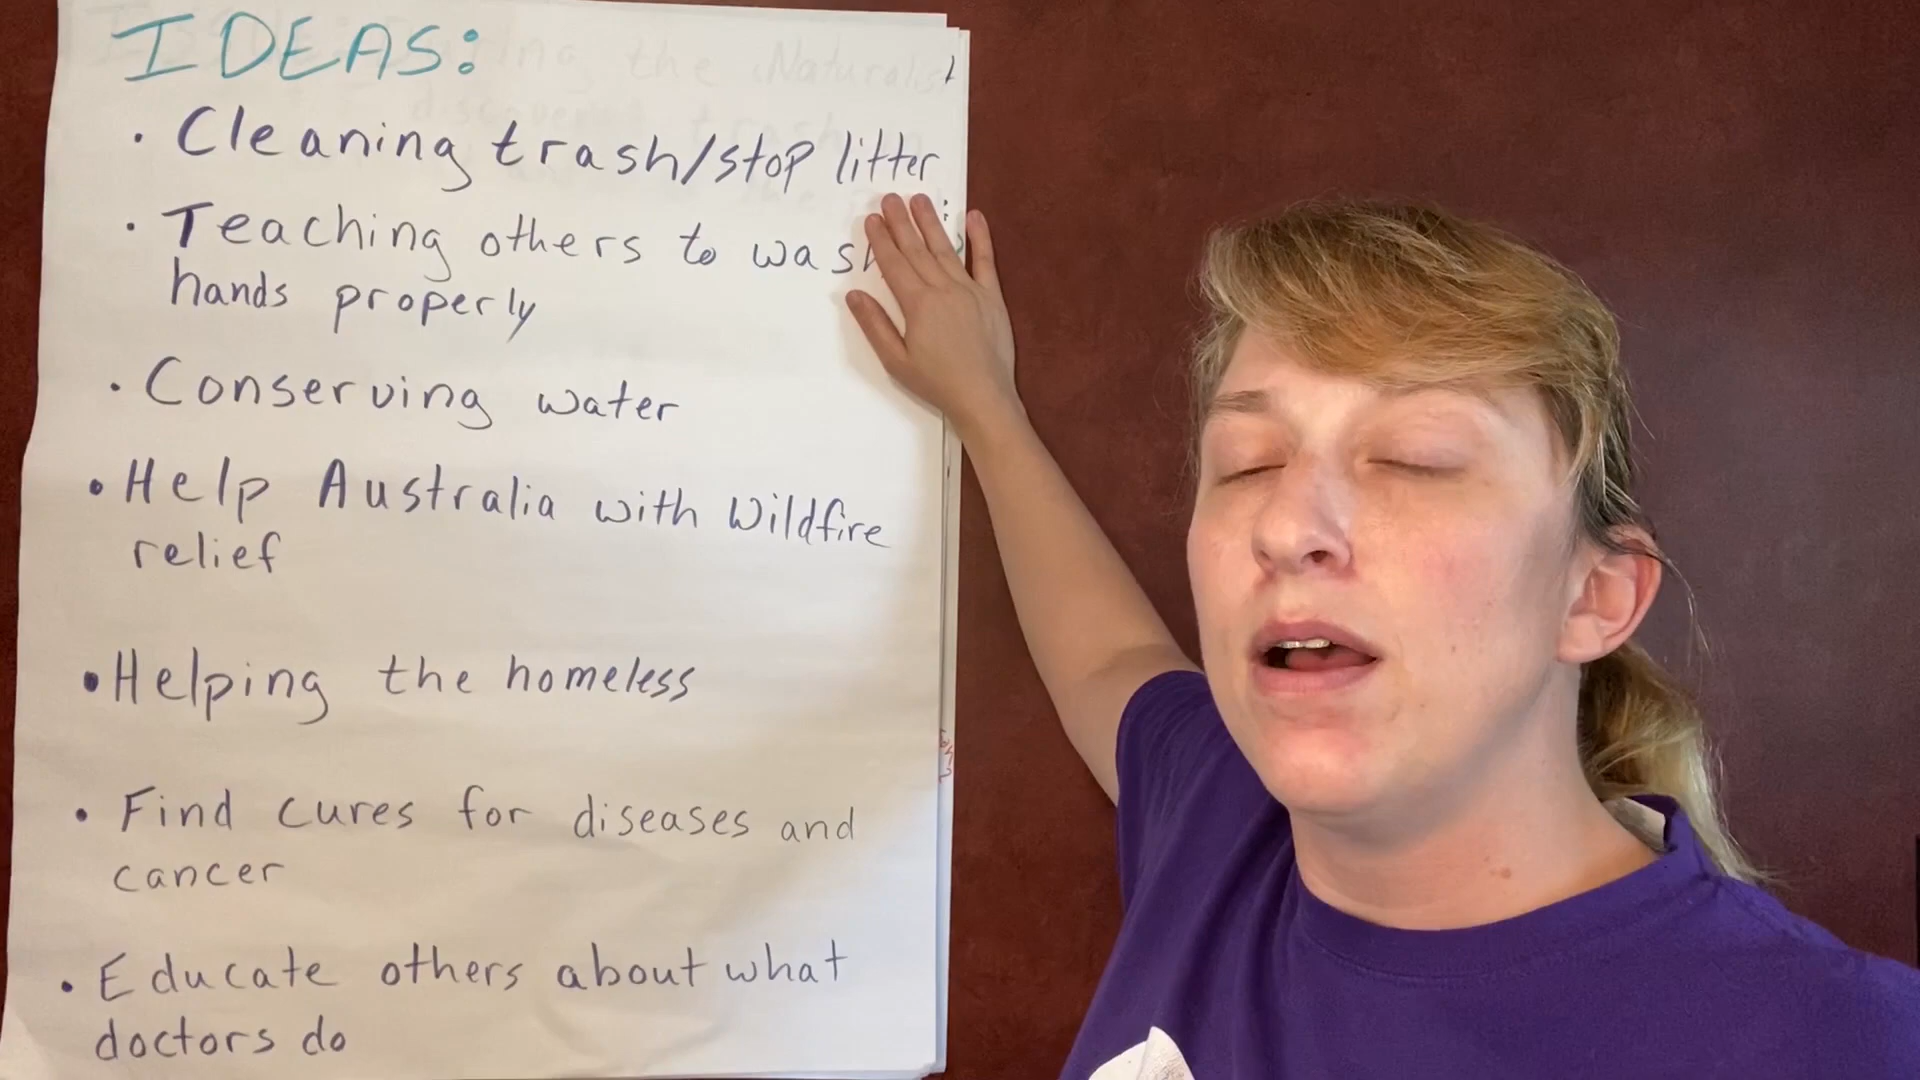 IDEAS:
• Cleaning trash/stop litter
• Teaching others to wash
hands properly
• Conserving water
• Help Australia with Wildfire
relief
• Helping the homeless
• Find cures for diseases and
cancer
• Educate others about what
doctors do